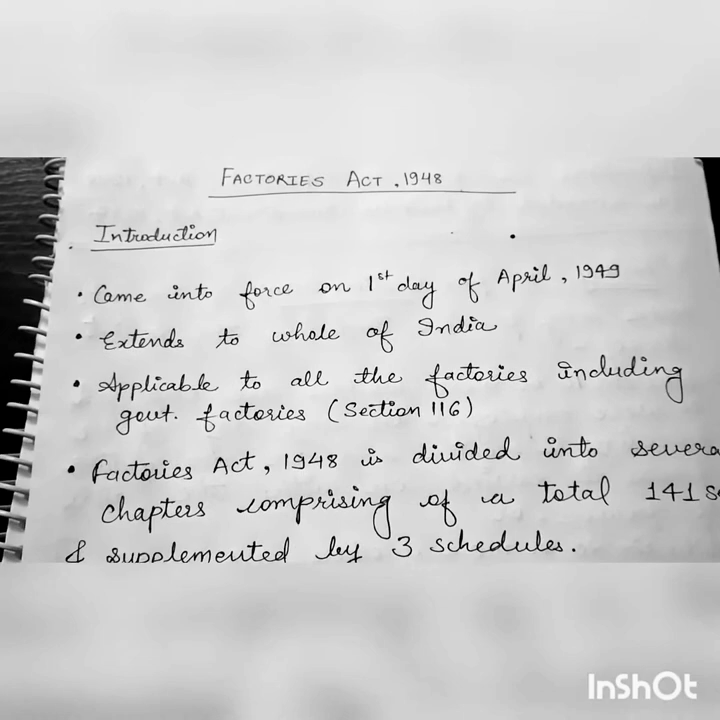 FACTORIES ACT, 1948
Introduction
• Came into force on 1st day of April, 1949
• Extends to whole of India
• Applicable to all the factories including
govt. factories (Section 116)
• Factories Act, 1948 is divided into severa
chapters comprising of a total 141 s
& supplemented by 3 schedules.
InShOt